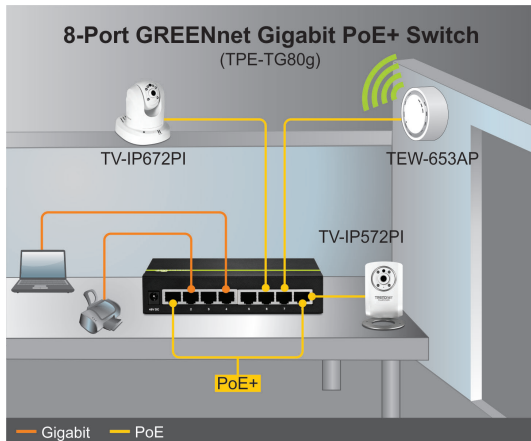 8-Port GREENnet Gigabit PoE+ Switch
(TPE-TG80g)
TV-IP672PI
TEW-653AP
TV-IP572PI
PoE+
Gigabit
PoE